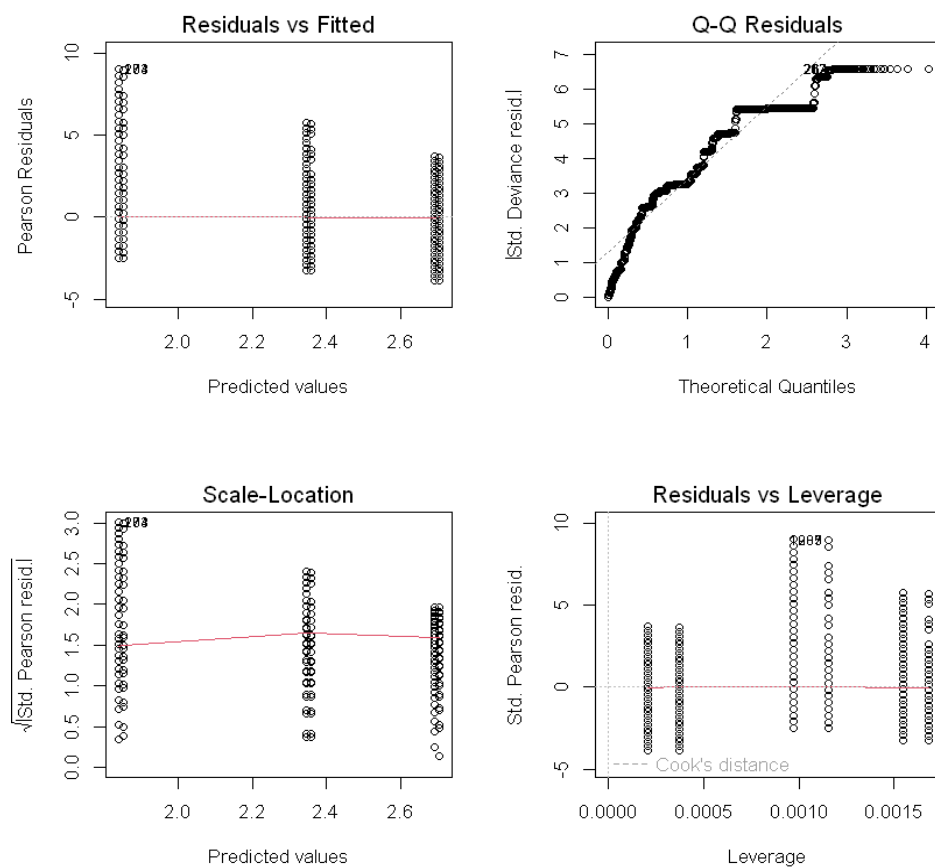 Residuals vs Fitted
Pearson Residuals
10
5
0
-5
2.0 2.2 2.4 2.6
Predicted values
Q-Q Residuals
|Std. Deviance resid.|
7
6
5
4
3
2
1
0
0 1 2 3 4
Theoretical Quantiles
Scale-Location
√|Std. Pearson resid.|
3.0
2.5
2.0
1.5
1.0
0.5
0.0
2.0 2.2 2.4 2.6
Predicted values
Residuals vs Leverage
Std. Pearson resid.
10
5
0
-5
Cook's distance
0.0000 0.0005 0.0010 0.0015
Leverage